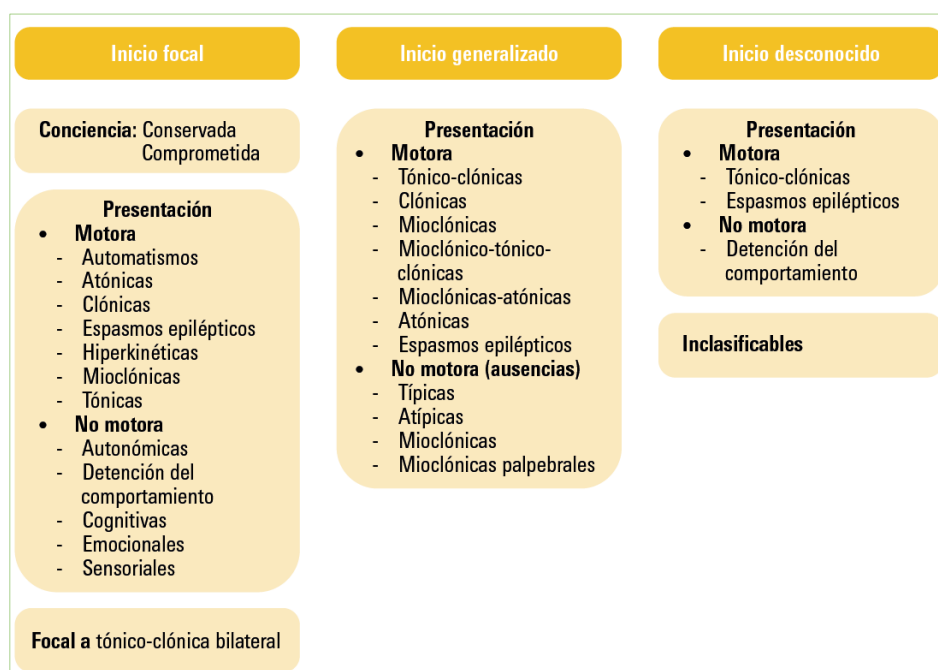 Inicio focal
Conciencia: Conservada
Comprometida
Presentación
• Motora
- Automatismos
- Atónicas
- Clónicas
- Espasmos epilépticos
- Hiperkinéticas
- Mioclónicas
- Tónicas
• No motora
- Autonómicas
- Detención del
comportamiento
- Cognitivas
- Emocionales
- Sensoriales
Focal a tónico-clónica bilateral
Inicio generalizado
Presentación
• Motora
- Tónico-clónicas
- Clónicas
- Mioclónicas
- Mioclónico-tónico-
clónicas
- Mioclónicas-atónicas
- Atónicas
- Espasmos epilépticos
• No motora (ausencias)
- Típicas
- Atípicas
- Mioclónicas
- Mioclónicas palpebrales
Inicio desconocido
Presentación
• Motora
- Tónico-clónicas
- Espasmos epilépticos
• No motora
- Detención del
comportamiento
Inclasificables